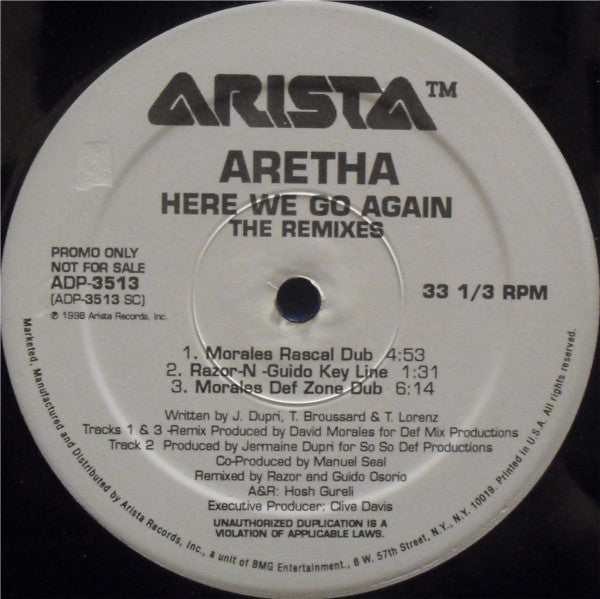 ARISTA™
ARETHA
HERE WE GO AGAIN
THE REMIXES
PROMO ONLY
NOT FOR SALE
ADP-3513
(ADP-3513 SC)
℗ 1998 Arista Records, Inc.
33 1/3 RPM
1. Morales Rascal Dub 4:53
2. Razor-N -Guido Key Line 1:31
3. Morales Def Zone Dub 6:14
Written by J. Dupri, T. Broussard & T. Lorenz
Tracks 1 & 3 -Remix Produced by David Morales for Def Mix Productions
Track 2 Produced by Jermaine Dupri for So So Def Productions
Co-Produced by Manuel Seal
Remixed by Razor and Guido Osorio
A&R: Hosh Gureli
Executive Producer: Clive Davis
UNAUTHORIZED DUPLICATION IS A
VIOLATION OF APPLICABLE LAWS.
Marketed, Manufactured and Distributed by Arista Records, Inc., a unit of BMG Entertainment., 6 W. 57th Street, N.Y., N.Y. 10019. Printed in U.S.A. All rights reserved.